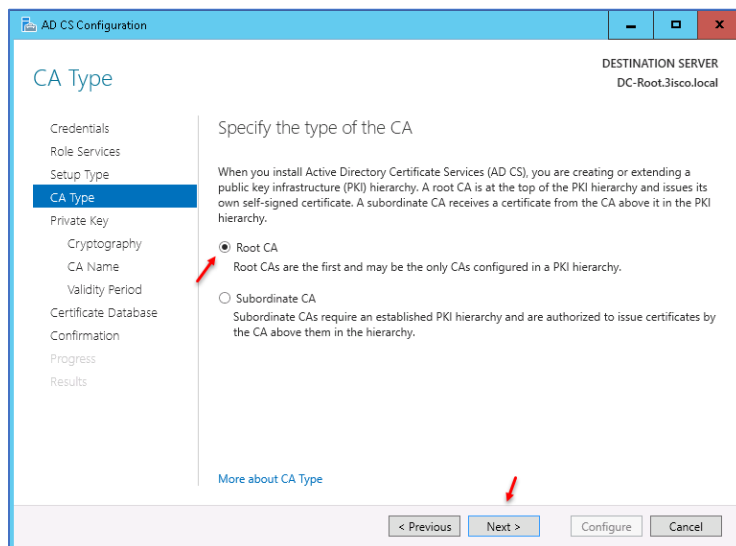 AD CS Configuration
DESTINATION SERVER
DC-Root.3isco.local
CA Type
Credentials
Role Services
Setup Type
CA Type
Private Key
Cryptography
CA Name
Validity Period
Certificate Database
Confirmation
Progress
Results
Specify the type of the CA
When you install Active Directory Certificate Services (AD CS), you are creating or extending a
public key infrastructure (PKI) hierarchy. A root CA is at the top of the PKI hierarchy and issues its
own self-signed certificate. A subordinate CA receives a certificate from the CA above it in the PKI
hierarchy.
Root CA
Root CAs are the first and may be the only CAs configured in a PKI hierarchy.
Subordinate CA
Subordinate CAs require an established PKI hierarchy and are authorized to issue certificates by
the CA above them in the hierarchy.
More about CA Type
< Previous
Next >
Configure
Cancel